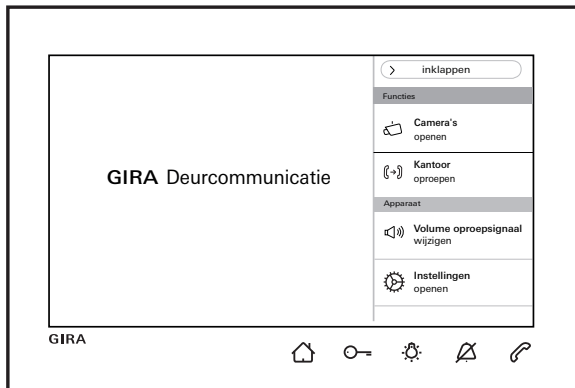 inklappen
Functies
Camera's
openen
GIRA Deurcommunicatie
Kantoor
oproepen
Apparaat
Volume oproepsignaal
wijzigen
Instellingen
openen
GIRA